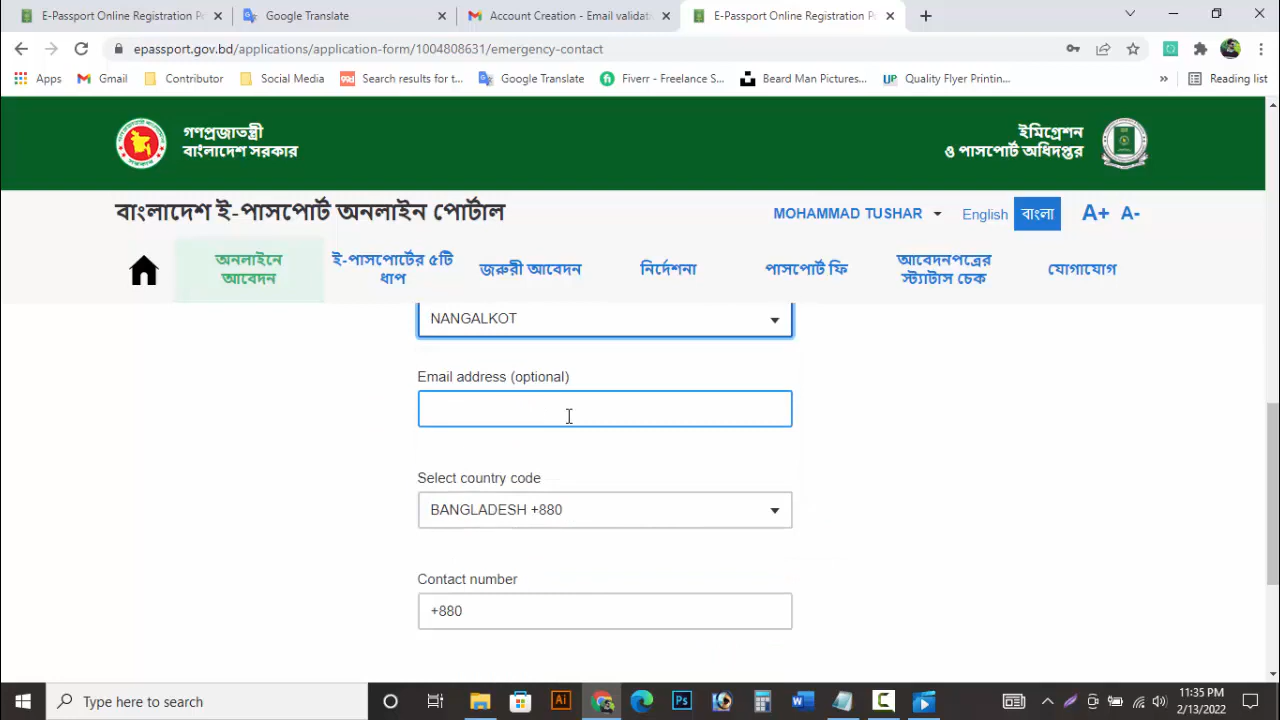 E-Passport Online Registration Po
Google Translate
Account Creation - Email validat
E-Passport Online Registration Po
epassport.gov.bd/applications/application-form/1004808631/emergency-contact
Apps
Gmail
Contributor
Social Media
Search results for t...
Google Translate
Fiverr - Freelance S...
Beard Man Pictures...
UP
Quality Flyer Printin...
»
Reading list
গণপ্রজাতন্ত্রী
বাংলাদেশ সরকার
ইমিগ্রেশন
ও পাসপোর্ট অধিদপ্তর
বাংলাদেশ ই-পাসপোর্ট অনলাইন পোর্টাল
MOHAMMAD TUSHAR
English
বাংলা
A+
A-
অনলাইনে
আবেদন
ই-পাসপোর্টের ৫টি
ধাপ
জরুরী আবেদন
নির্দেশনা
পাসপোর্ট ফি
আবেদনপত্রের
স্ট্যাটাস চেক
যোগাযোগ
NANGALKOT
Email address (optional)
Select country code
BANGLADESH +880
Contact number
+880
Type here to search
11:35 PM
2/13/2022